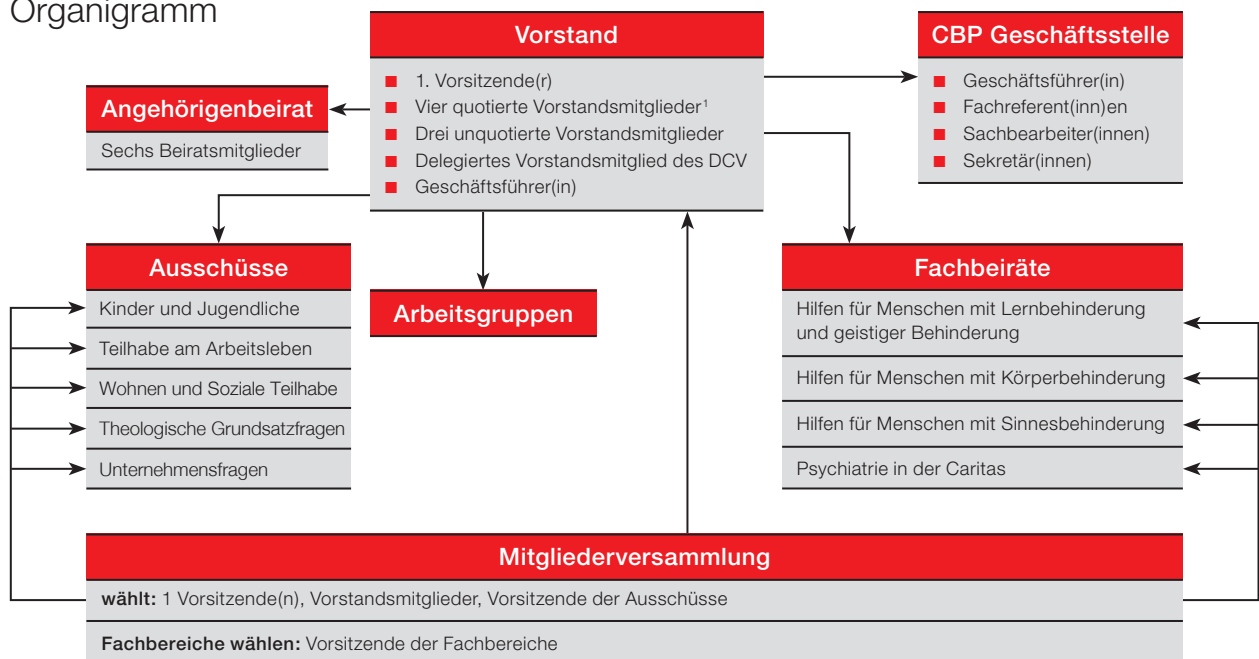 Organigramm
Vorstand
1. Vorsitzende(r)
Vier quotierte Vorstandsmitglieder¹
Drei unquotierte Vorstandsmitglieder
Delegiertes Vorstandsmitglied des DCV
Geschäftsführer(in)
CBP Geschäftsstelle
Geschäftsführer(in)
Fachreferent(inn)en
Sachbearbeiter(innen)
Sekretär(innen)
Angehörigenbeirat
Sechs Beiratsmitglieder
Ausschüsse
Kinder und Jugendliche
Teilhabe am Arbeitsleben
Wohnen und Soziale Teilhabe
Theologische Grundsatzfragen
Unternehmensfragen
Arbeitsgruppen
Fachbeiräte
Hilfen für Menschen mit Lernbehinderung
und geistiger Behinderung
Hilfen für Menschen mit Körperbehinderung
Hilfen für Menschen mit Sinnesbehinderung
Psychiatrie in der Caritas
Mitgliederversammlung
wählt: 1 Vorsitzende(n), Vorstandsmitglieder, Vorsitzende der Ausschüsse
Fachbereiche wählen: Vorsitzende der Fachbereiche